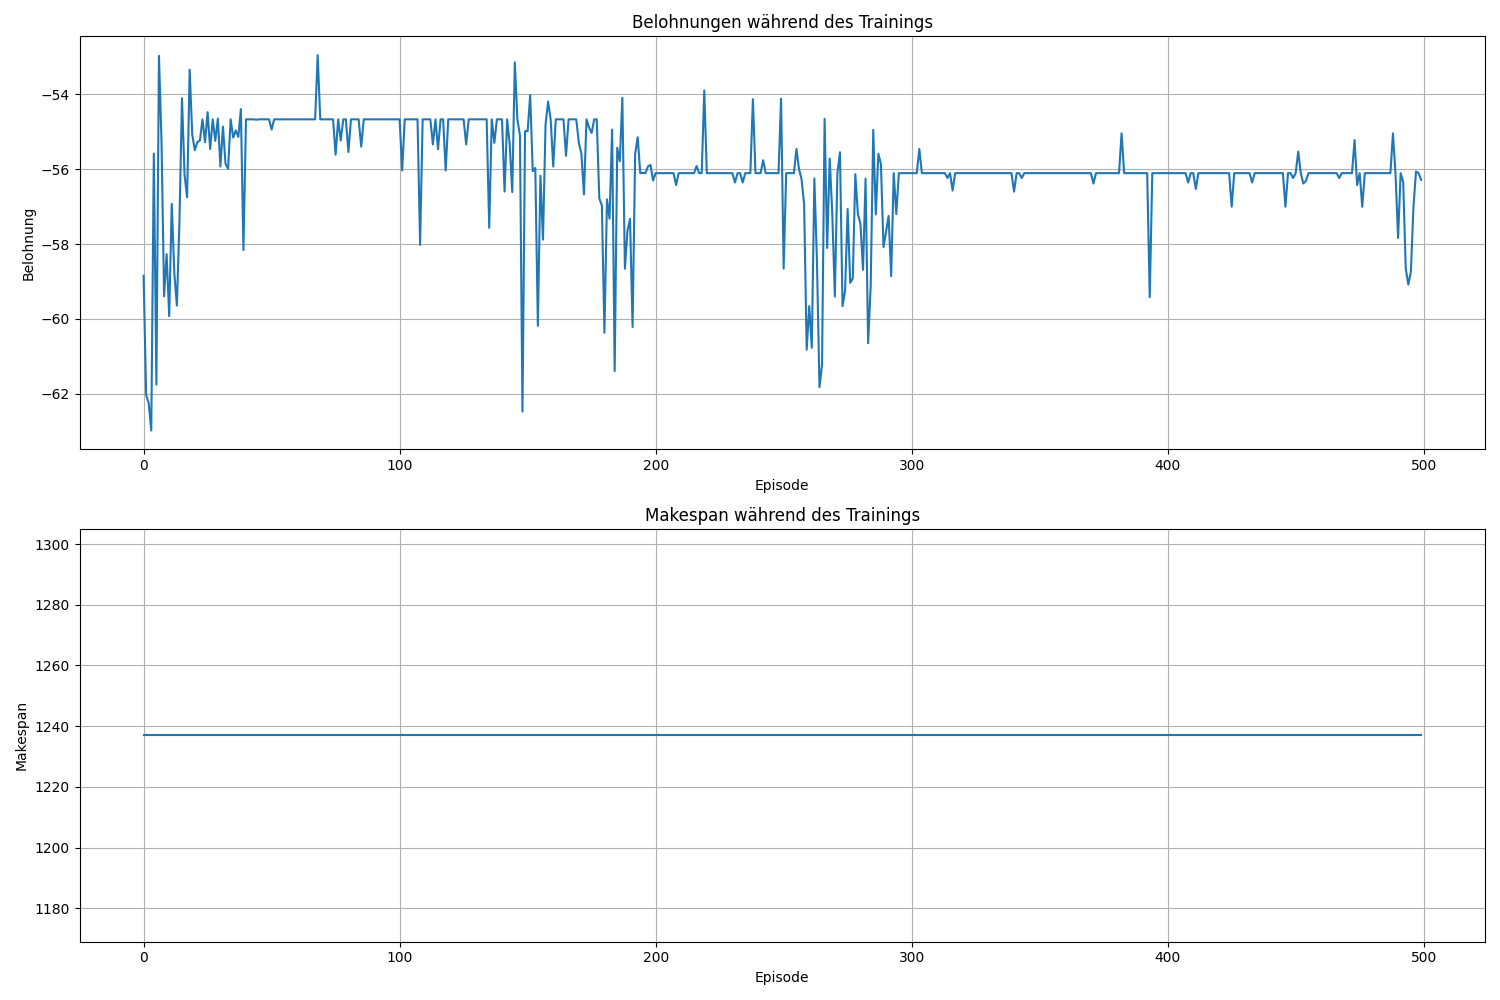 Belohnungen während des Trainings
Belohnung
−54
−56
−58
−60
−62
0 100 200 300 400 500
Episode
Makespan während des Trainings
Makespan
1300
1280
1260
1240
1220
1200
1180
0 100 200 300 400 500
Episode